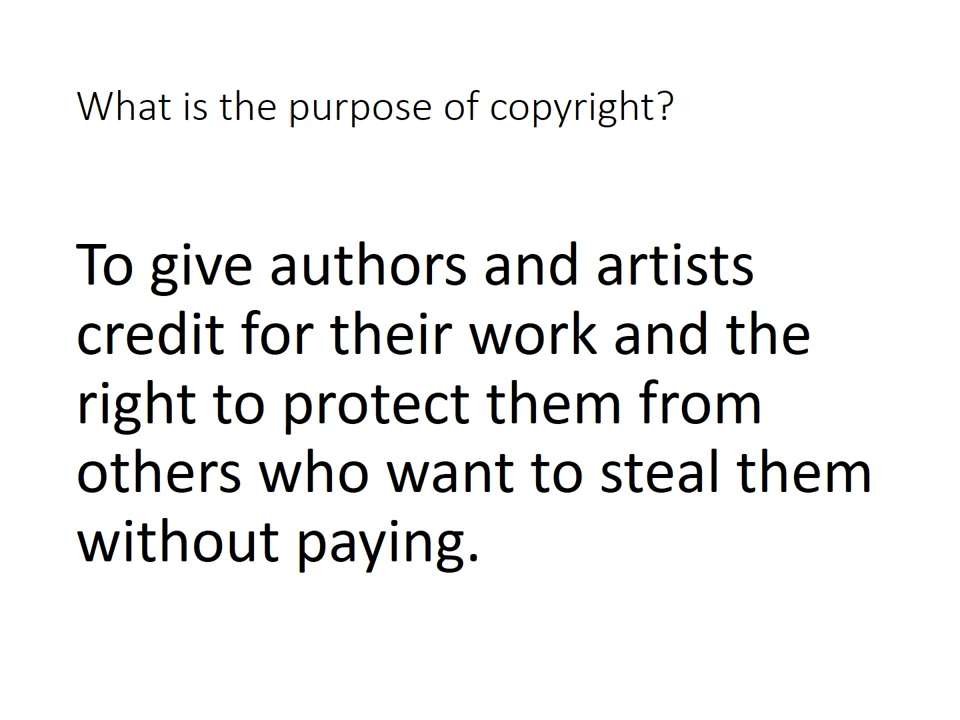 What is the purpose of copyright?
To give authors and artists
credit for their work and the
right to protect them from
others who want to steal them
without paying.